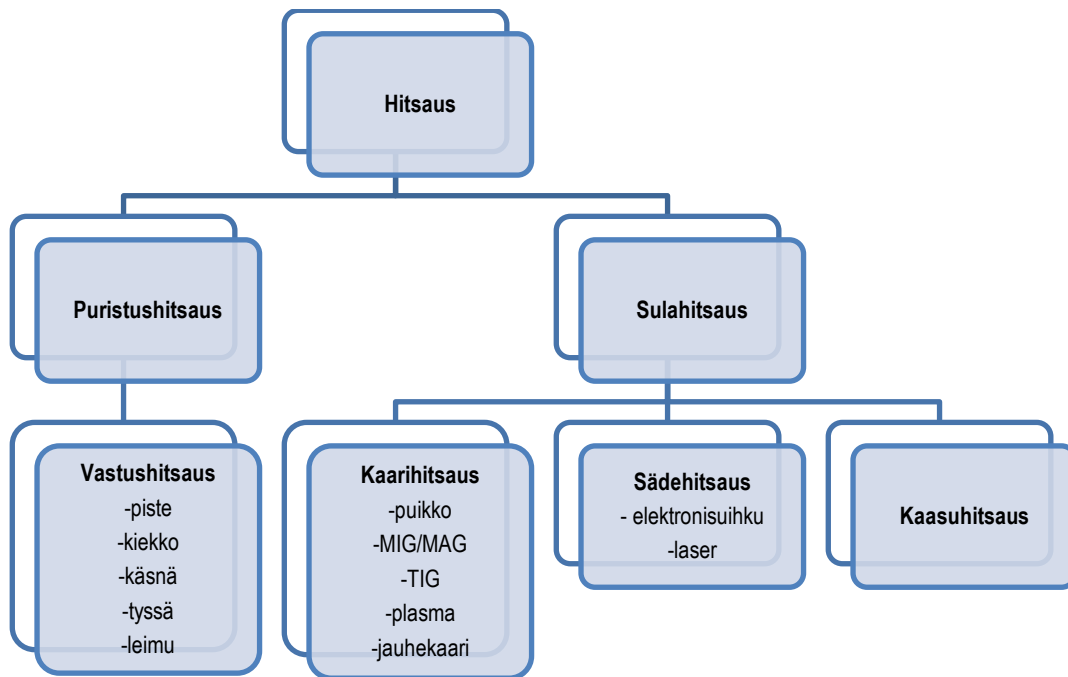 Hitsaus
Puristushitsaus
Sulahitsaus
Vastushitsaus
-piste
-kiekko
-käsnä
-tyssä
-leimu
Kaarihitsaus
-puikko
-MIG/MAG
-TIG
-plasma
-jauhekaari
Sädehitsaus
- elektronisuihku
-laser
Kaasuhitsaus